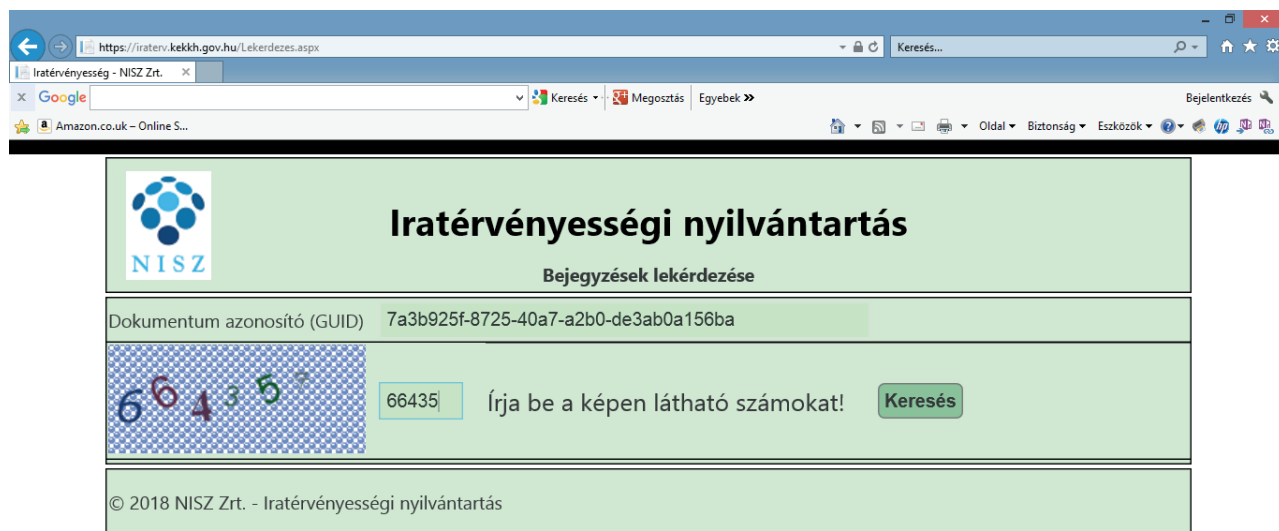 https://iraterv.kekkh.gov.hu/Lekerdezes.aspx
Keresés...
Iratérvényesség - NISZ Zrt.
x Google Keresés Megosztás Egyebek Bejelentkezés
Amazon.co.uk – Online S... Oldal Biztonság Eszközök
NISZ
Iratérvényességi nyilvántartás
Bejegyzések lekérdezése
Dokumentum azonosító (GUID) 7a3b925f-8725-40a7-a2b0-de3ab0a156ba
66435 Írja be a képen látható számokat! Keresés
© 2018 NISZ Zrt. - Iratérvényességi nyilvántartás